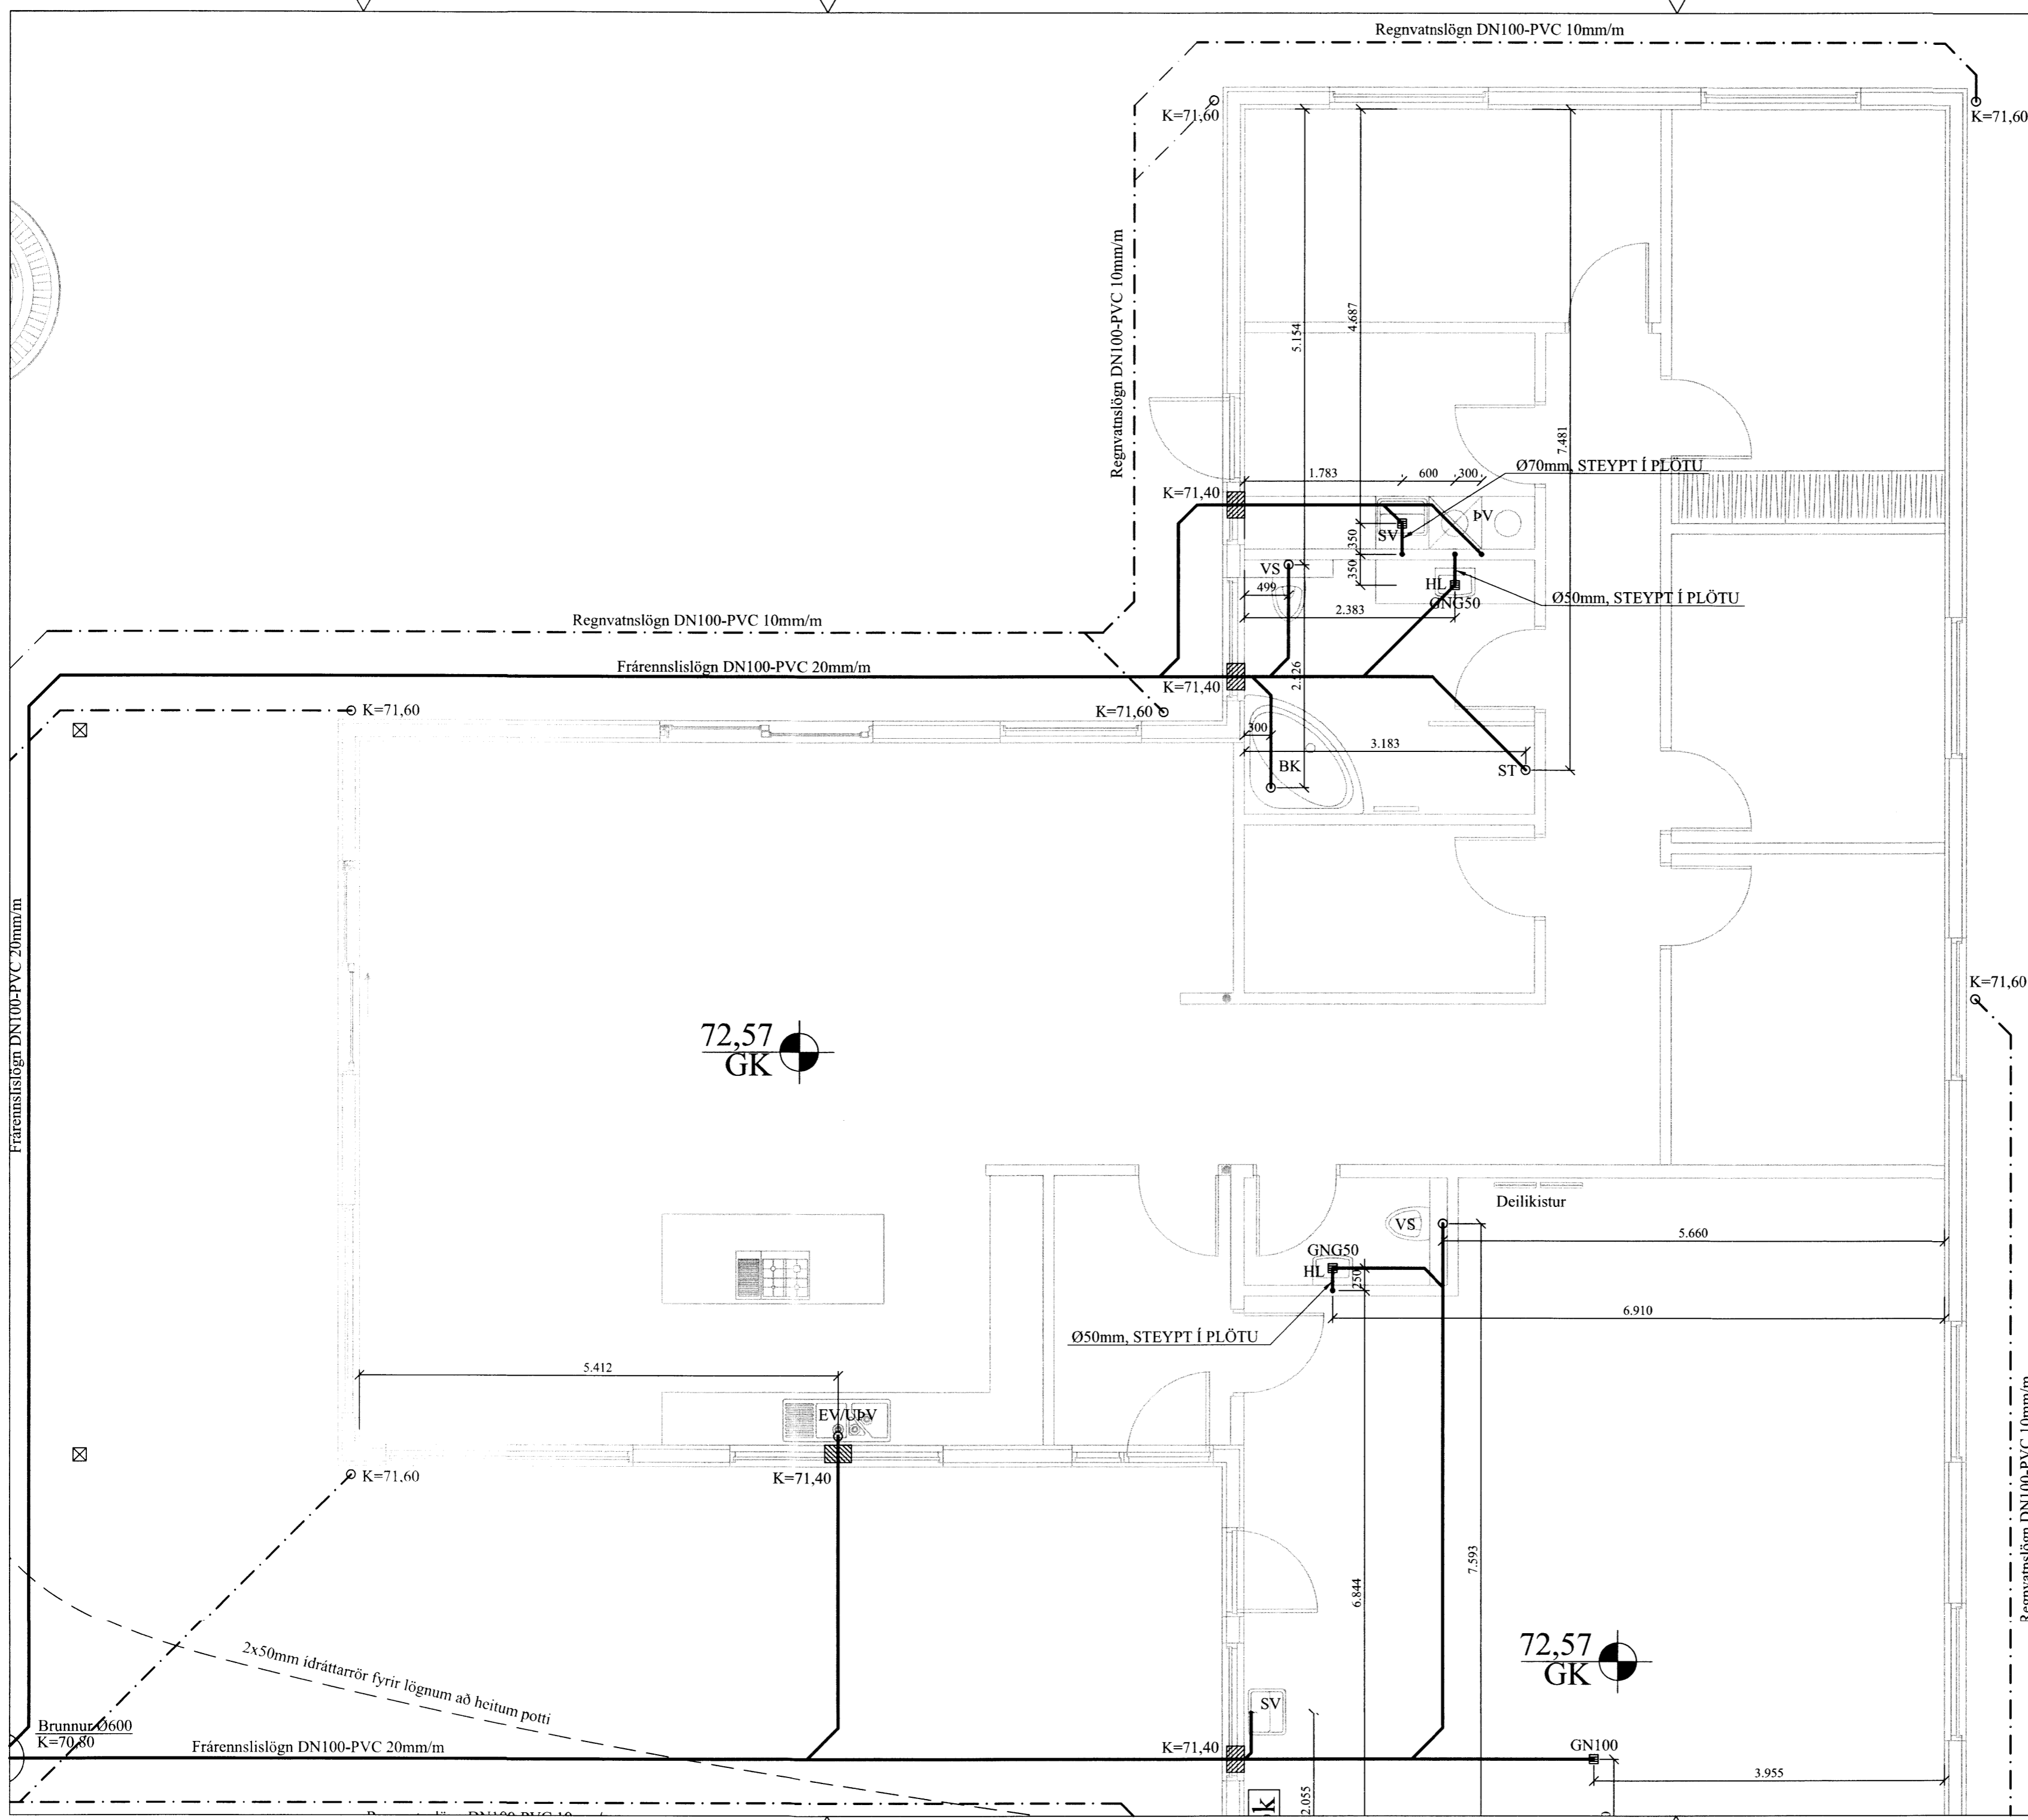 Regnvatnslögn DN100-PVC 10mm/m
K=71,60
K=71,60
Regnvatnslögn DN100-PVC 10mm/m
5.154
4.687
7.481
Ø70mm, STEYPT Í PLÖTU
1.783
600
300
K=71,40
ÞV
SV
350
350
VS
499
HL
GNG50
2.383
Ø50mm, STEYPT Í PLÖTU
Regnvatnslögn DN100-PVC 10mm/m
Frárennslislögn DN100-PVC 20mm/m
K=71,40
2.526
K=71,60
K=71,60
300
3.183
BK
ST
Frárennslislögn DN100-PVC 20mm/m
K=71,60
72,57
GK
Deilikistur
VS
5.660
GNG50
HL
250
6.910
Ø50mm, STEYPT Í PLÖTU
5.412
EV/UÞV
K=71,60
K=71,40
Regnvatnslögn DN100-PVC 10mm/m
7.593
6.844
72,57
GK
2x50mm ídráttarrör fyrir lögnum að heitum potti
SV
Brunnur Ø600
K=70,80
Frárennslislögn DN100-PVC 20mm/m
K=71,40
GN100
3.955
2.055